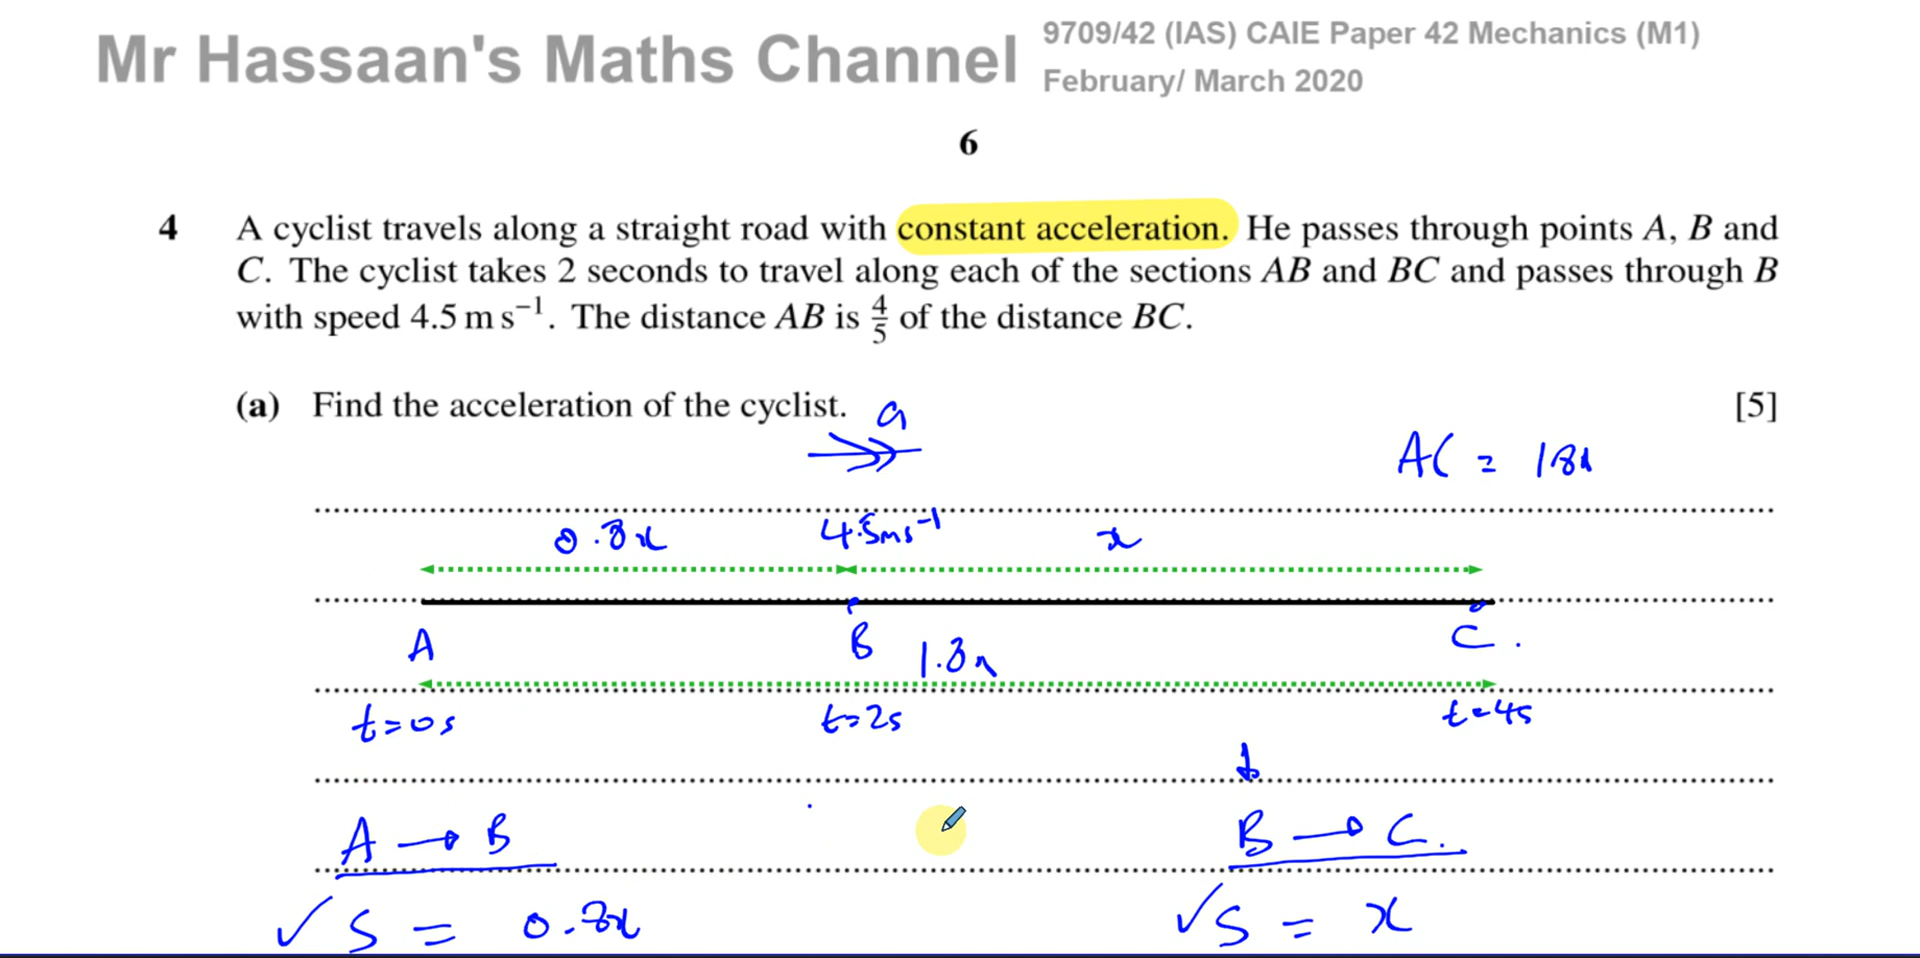 Mr Hassaan's Maths Channel
9709/42 (IAS) CAIE Paper 42 Mechanics (M1)
February/ March 2020
6
4 A cyclist travels along a straight road with constant acceleration. He passes through points A, B and
C. The cyclist takes 2 seconds to travel along each of the sections AB and BC and passes through B
with speed 4.5 m s⁻¹. The distance AB is 4/5 of the distance BC.
(a) Find the acceleration of the cyclist. [5]
a
AC = 1.8x
0.8x 4.5ms⁻¹ x
A B C.
1.8x
t=0s t=2s t=4s
A → B B → C.
✓ S = 0.8x ✓ S = x